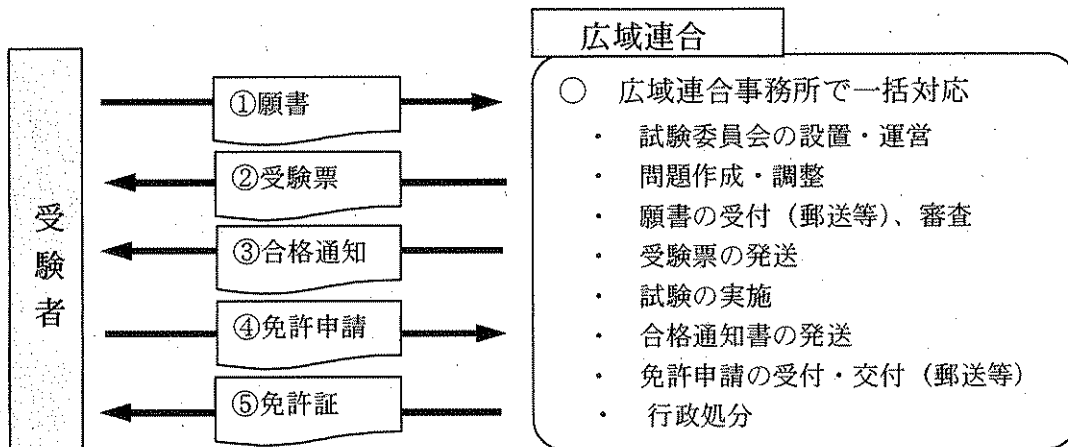 広域連合
受験者
①願書
②受験票
③合格通知
④免許申請
⑤免許証
○ 広域連合事務所で一括対応
・ 試験委員会の設置・運営
・ 問題作成・調整
・ 願書の受付（郵送等）、審査
・ 受験票の発送
・ 試験の実施
・ 合格通知書の発送
・ 免許申請の受付・交付（郵送等）
・ 行政処分